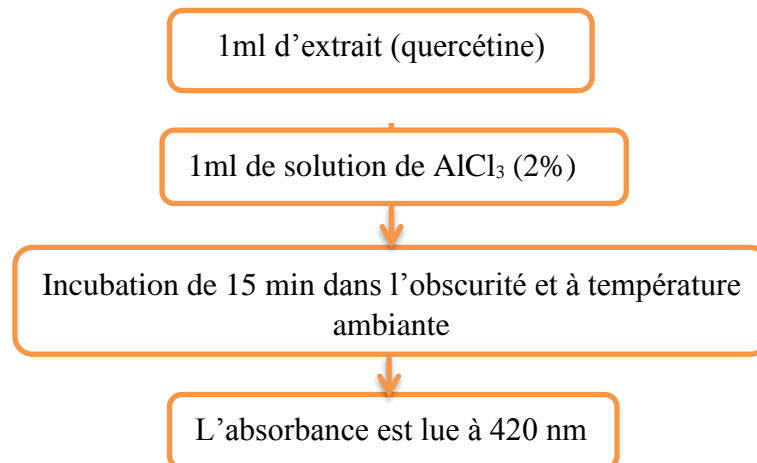 1ml d’extrait (quercétine)
1ml de solution de AlCl₃ (2%)
Incubation de 15 min dans l’obscurité et à température
ambiante
L’absorbance est lue à 420 nm